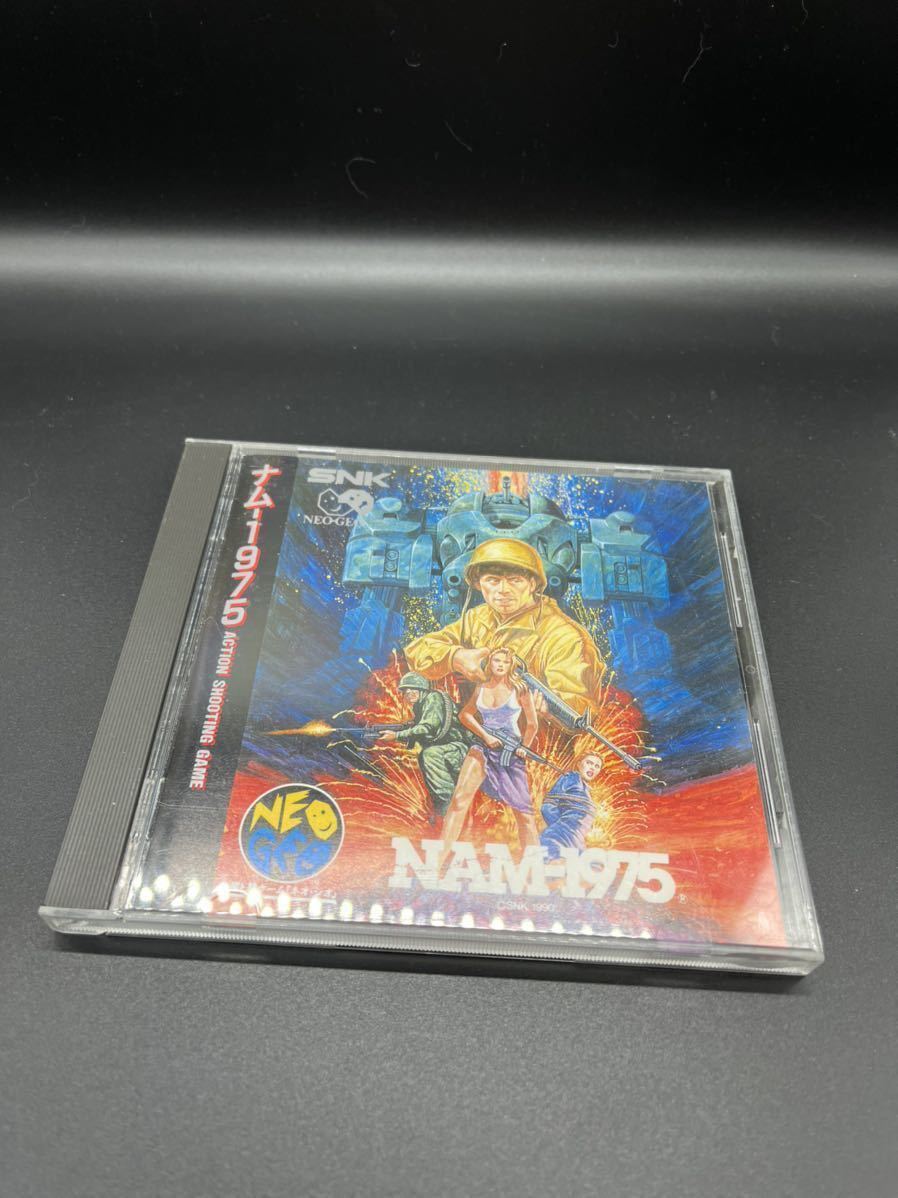 ナム-1975
ACTION SHOOTING GAME
SNK
NEO·GEO
NEO
GEO
NAM-1975
©SNK 1990